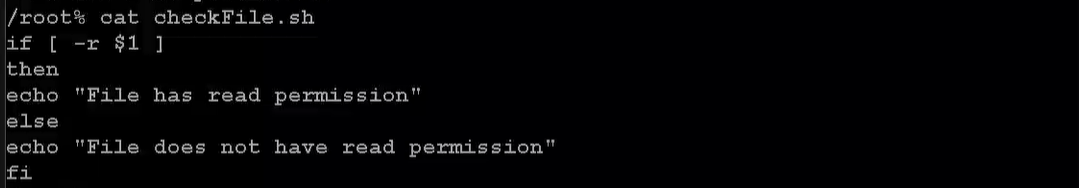 /root% cat checkFile.sh
if [ -r $1 ]
then
echo "File has read permission"
else
echo "File does not have read permission"
fi